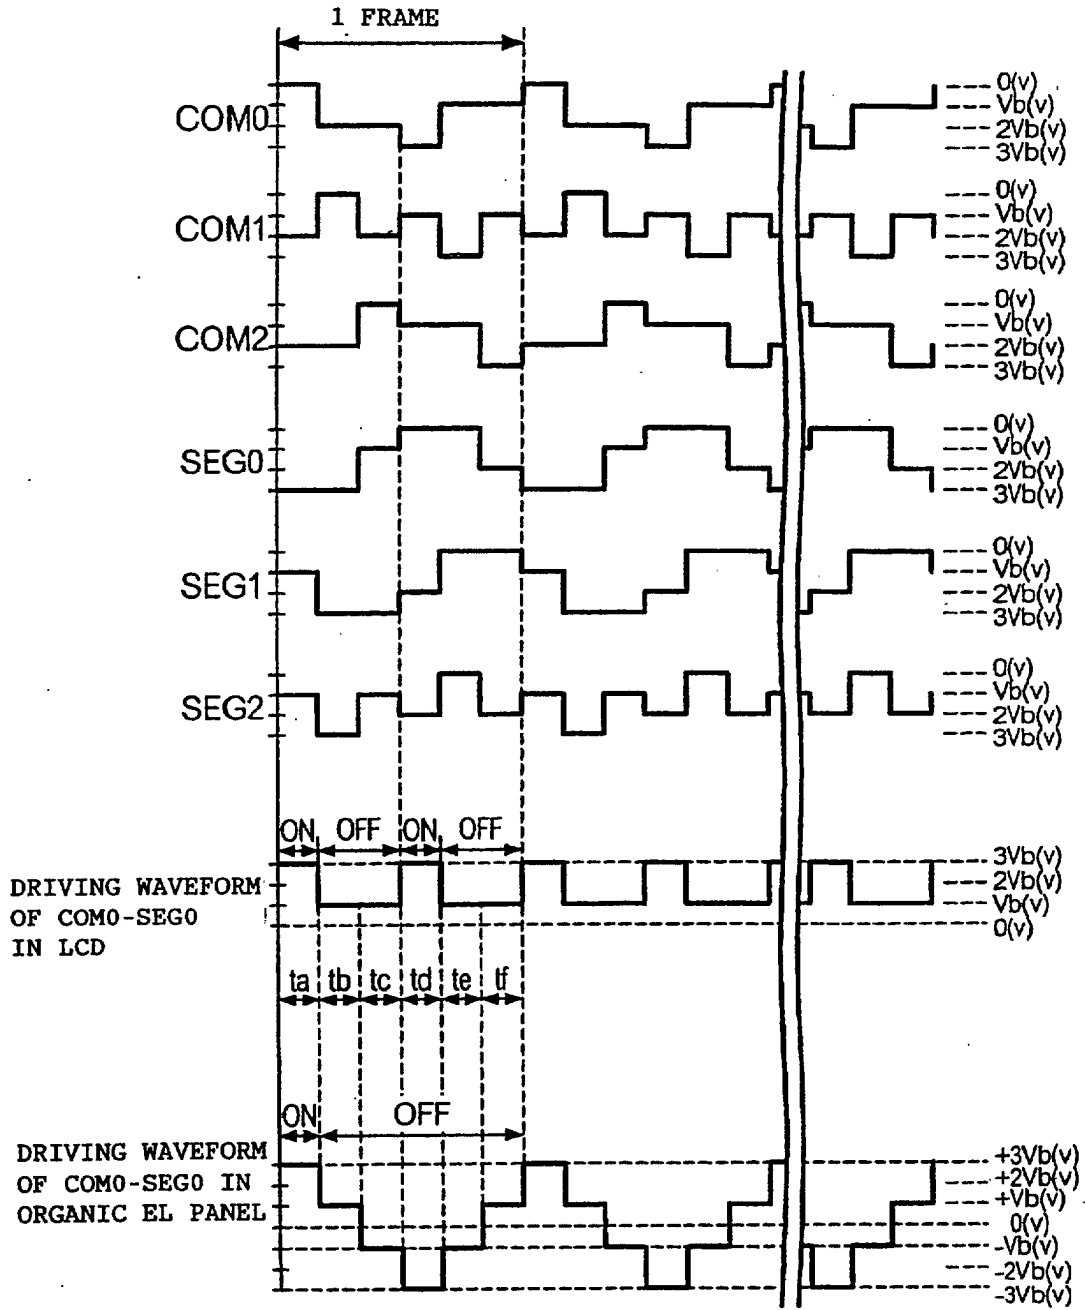 1 FRAME
COM0
0(v)
Vb(v)
2Vb(v)
3Vb(v)
COM1
0(v)
Vb(v)
2Vb(v)
3Vb(v)
COM2
0(v)
Vb(v)
2Vb(v)
3Vb(v)
SEG0
0(v)
Vb(v)
2Vb(v)
3Vb(v)
SEG1
0(v)
Vb(v)
2Vb(v)
3Vb(v)
SEG2
0(v)
Vb(v)
2Vb(v)
3Vb(v)
ON OFF ON OFF
DRIVING WAVEFORM
OF COM0-SEG0
IN LCD
3Vb(v)
2Vb(v)
Vb(v)
0(v)
ta tb tc td te tf
ON OFF
DRIVING WAVEFORM
OF COM0-SEG0 IN
ORGANIC EL PANEL
+3Vb(v)
+2Vb(v)
+Vb(v)
0(v)
-Vb(v)
-2Vb(v)
-3Vb(v)